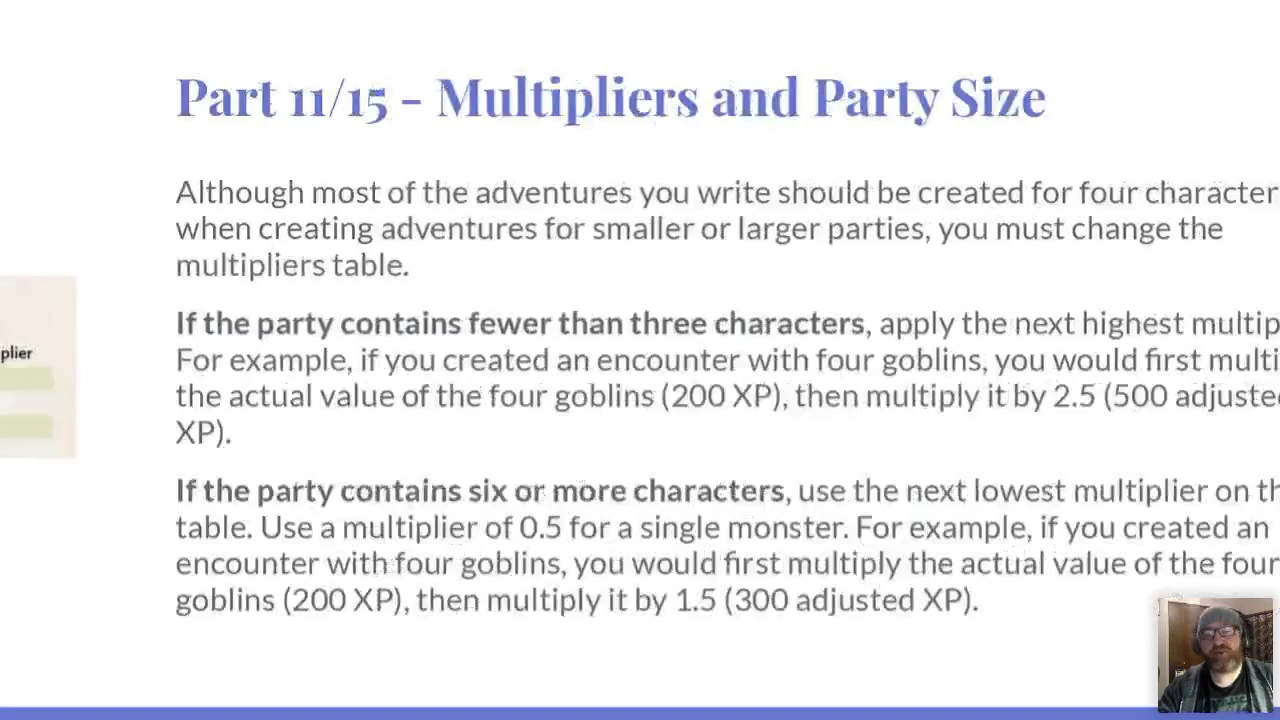 Part 11/15 - Multipliers and Party Size
Although most of the adventures you write should be created for four character
when creating adventures for smaller or larger parties, you must change the
multipliers table.
plier
If the party contains fewer than three characters, apply the next highest multip
For example, if you created an encounter with four goblins, you would first multi
the actual value of the four goblins (200 XP), then multiply it by 2.5 (500 adjusted
XP).
If the party contains six or more characters, use the next lowest multiplier on th
table. Use a multiplier of 0.5 for a single monster. For example, if you created an
encounter with four goblins, you would first multiply the actual value of the four
goblins (200 XP), then multiply it by 1.5 (300 adjusted XP).